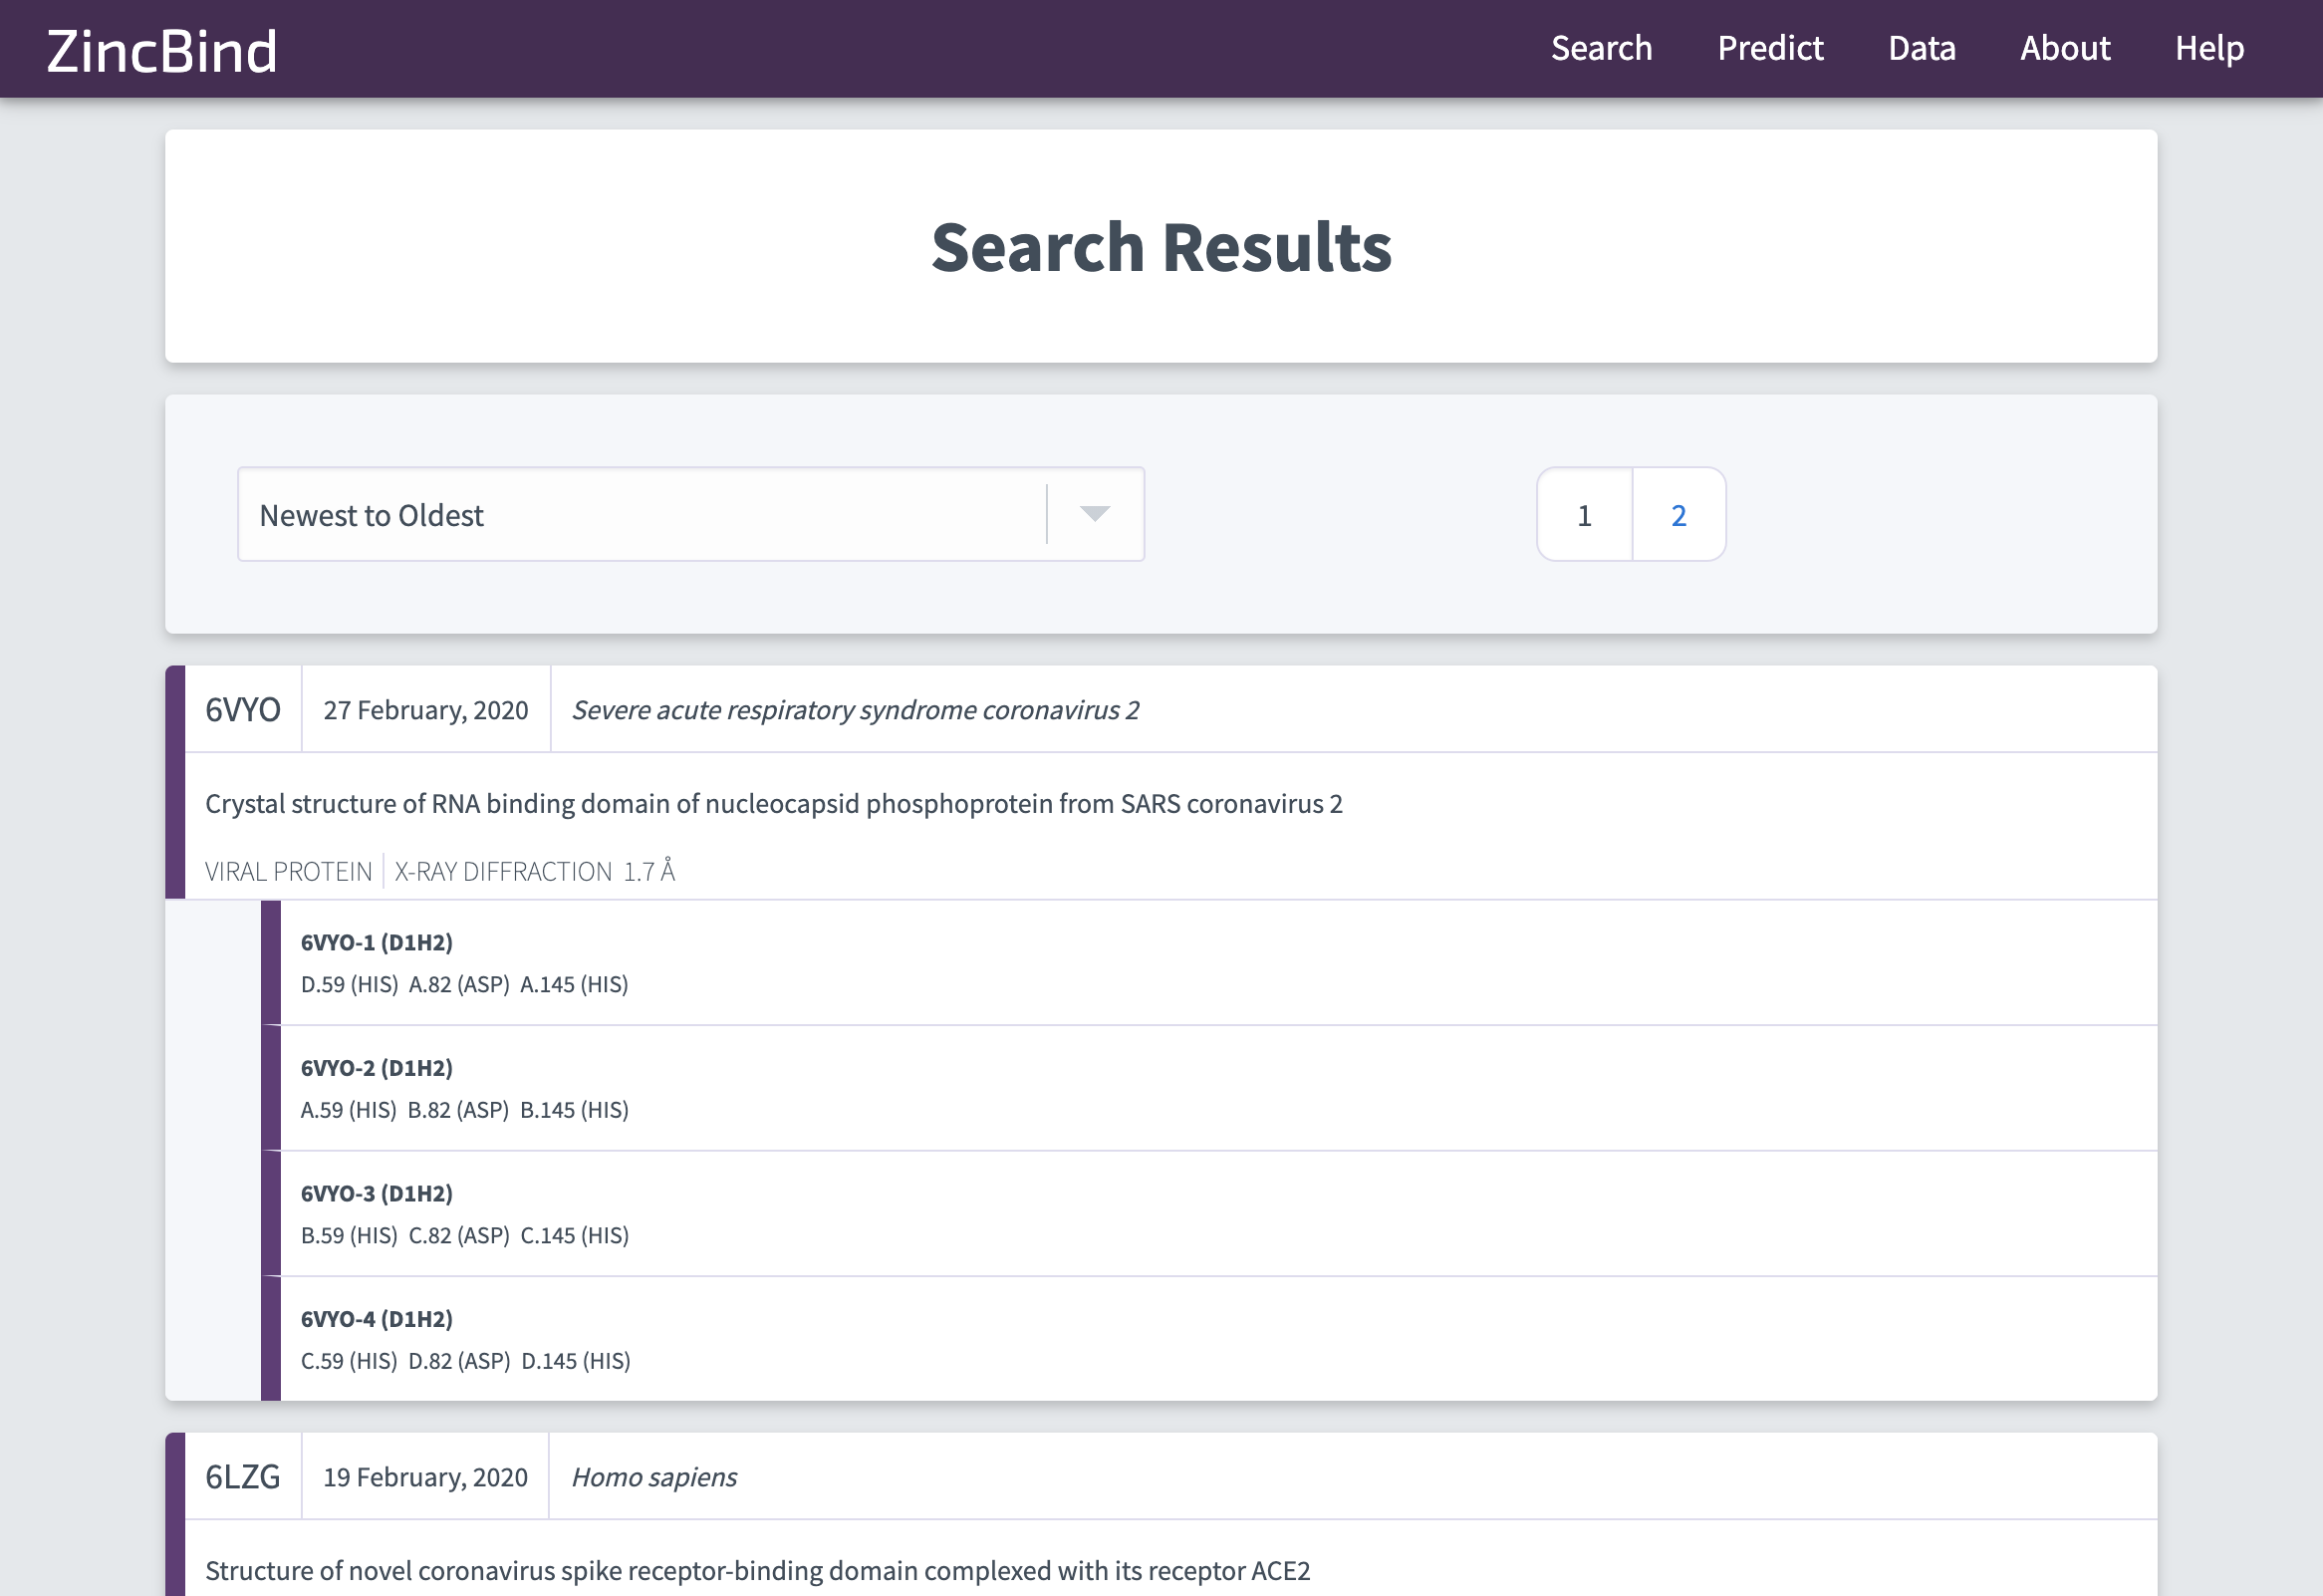 ZincBind Search Predict Data About Help
Search Results
Newest to Oldest 1 2
6VYO 27 February, 2020 Severe acute respiratory syndrome coronavirus 2
Crystal structure of RNA binding domain of nucleocapsid phosphoprotein from SARS coronavirus 2
VIRAL PROTEIN X-RAY DIFFRACTION 1.7 Å
6VYO-1 (D1H2)
D.59 (HIS) A.82 (ASP) A.145 (HIS)
6VYO-2 (D1H2)
A.59 (HIS) B.82 (ASP) B.145 (HIS)
6VYO-3 (D1H2)
B.59 (HIS) C.82 (ASP) C.145 (HIS)
6VYO-4 (D1H2)
C.59 (HIS) D.82 (ASP) D.145 (HIS)
6LZG 19 February, 2020 Homo sapiens
Structure of novel coronavirus spike receptor-binding domain complexed with its receptor ACE2